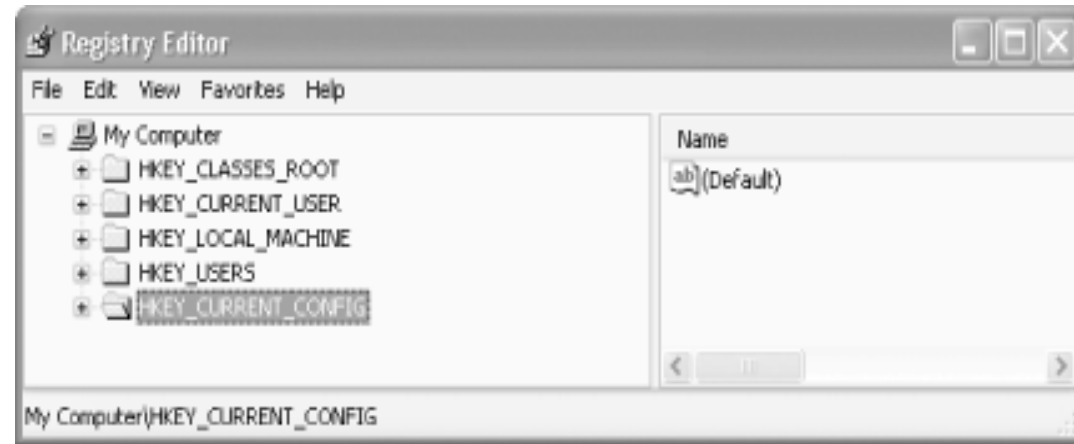 Registry Editor
File Edit View Favorites Help
My Computer
HKEY_CLASSES_ROOT
HKEY_CURRENT_USER
HKEY_LOCAL_MACHINE
HKEY_USERS
HKEY_CURRENT_CONFIG
Name
ab (Default)
My Computer\HKEY_CURRENT_CONFIG